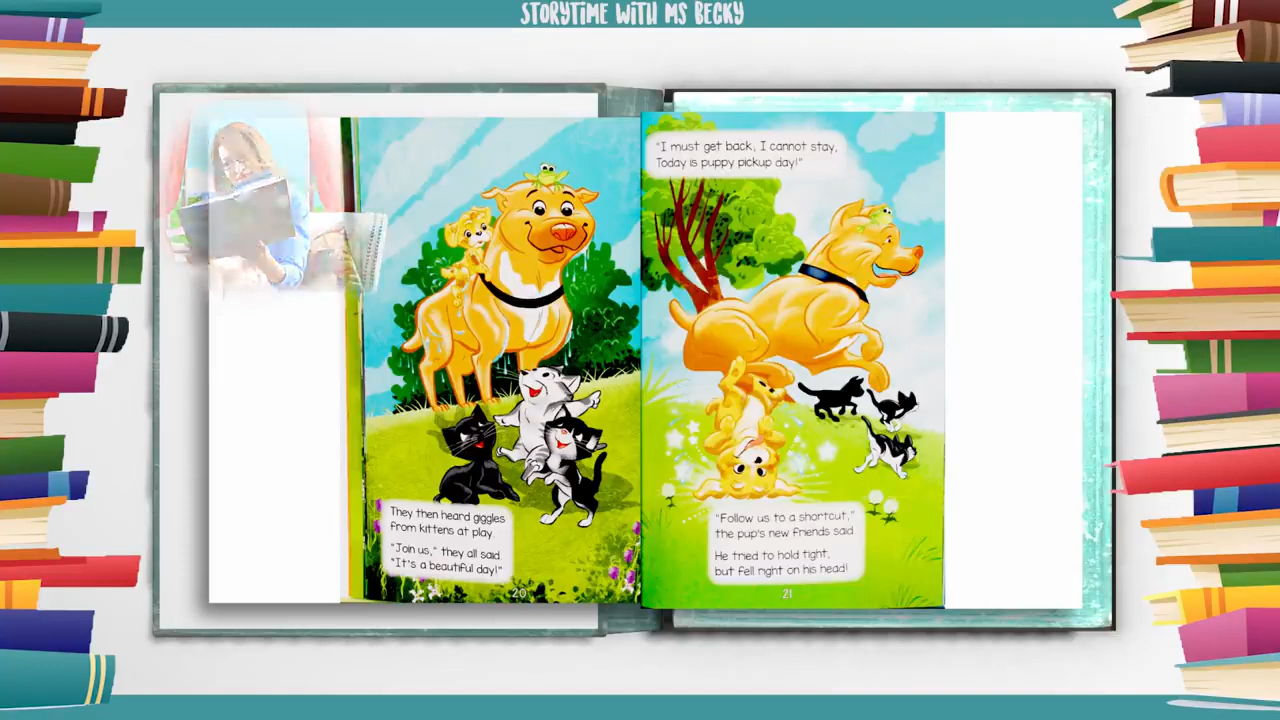 STORYTIME WITH MS BECKY
They then heard giggles
from kittens at play.
"Join us," they all said.
"It's a beautiful day!"
20
"I must get back, I cannot stay,
Today is puppy pickup day!"
"Follow us to a shortcut,"
the pup's new friends said.
He tried to hold tight,
but fell right on his head!
21